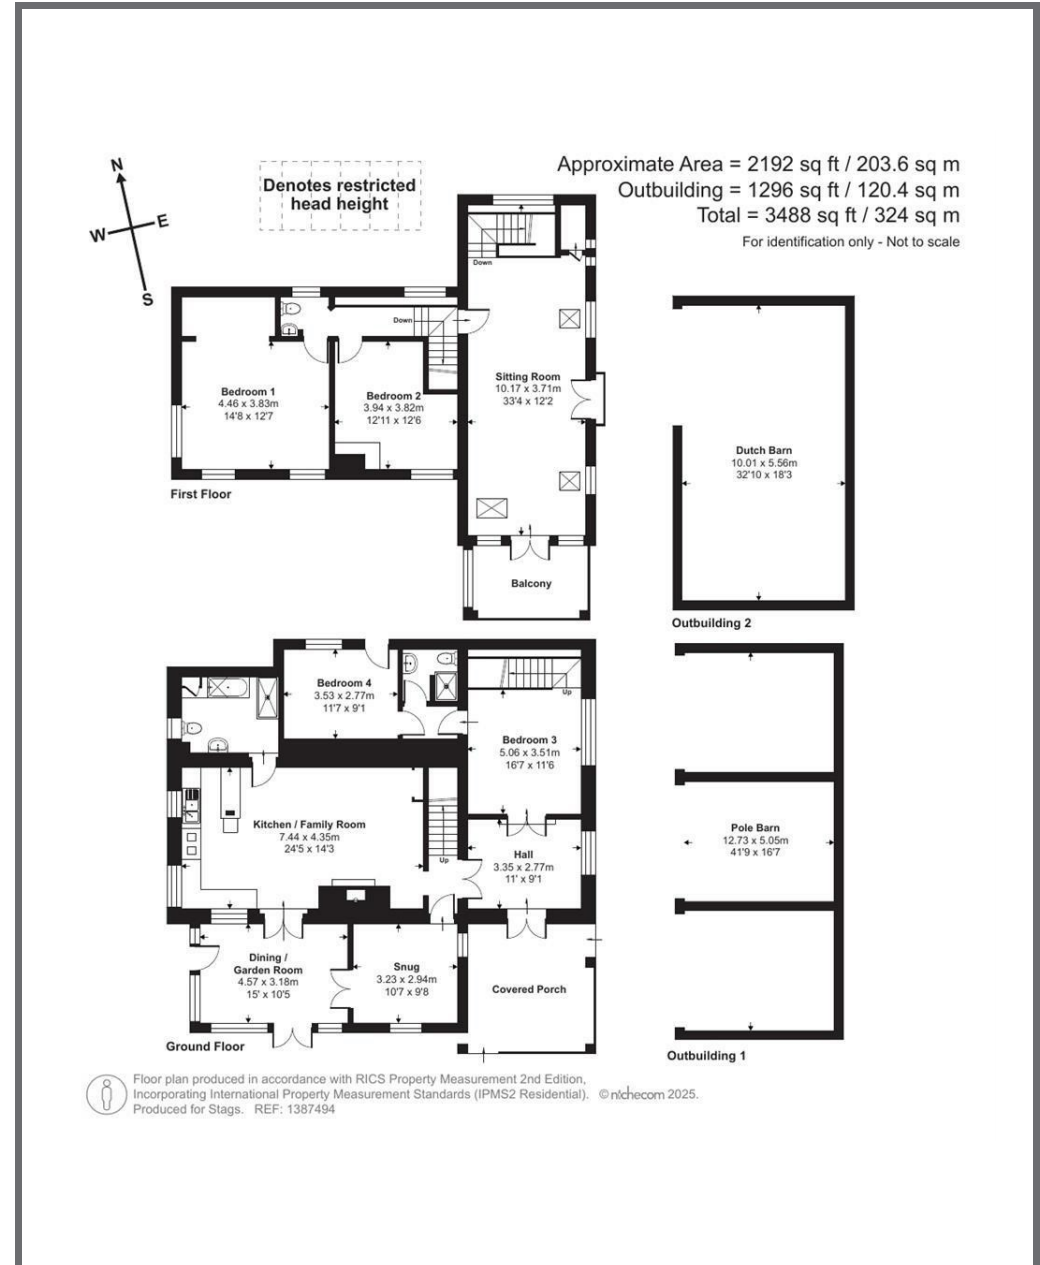 N
E
W
S
Denotes restricted
head height
Approximate Area = 2192 sq ft / 203.6 sq m
Outbuilding = 1296 sq ft / 120.4 sq m
Total = 3488 sq ft / 324 sq m
For identification only - Not to scale
Down
Down
Bedroom 1
4.46 x 3.83m
14'8 x 12'7
Bedroom 2
3.94 x 3.82m
12'11 x 12'6
Sitting Room
10.17 x 3.71m
33'4 x 12'2
Balcony
First Floor
Dutch Barn
10.01 x 5.56m
32'10 x 18'3
Outbuilding 2
Bedroom 4
3.53 x 2.77m
11'7 x 9'1
Up
Bedroom 3
5.06 x 3.51m
16'7 x 11'6
Kitchen / Family Room
7.44 x 4.35m
24'5 x 14'3
Up
Hall
3.35 x 2.77m
11' x 9'1
Dining /
Garden Room
4.57 x 3.18m
15' x 10'5
Snug
3.23 x 2.94m
10'7 x 9'8
Covered Porch
Ground Floor
Pole Barn
12.73 x 5.05m
41'9 x 16'7
Outbuilding 1
Floor plan produced in accordance with RICS Property Measurement 2nd Edition,
Incorporating International Property Measurement Standards (IPMS2 Residential). © nichecom 2025.
Produced for Stags. REF: 1387494